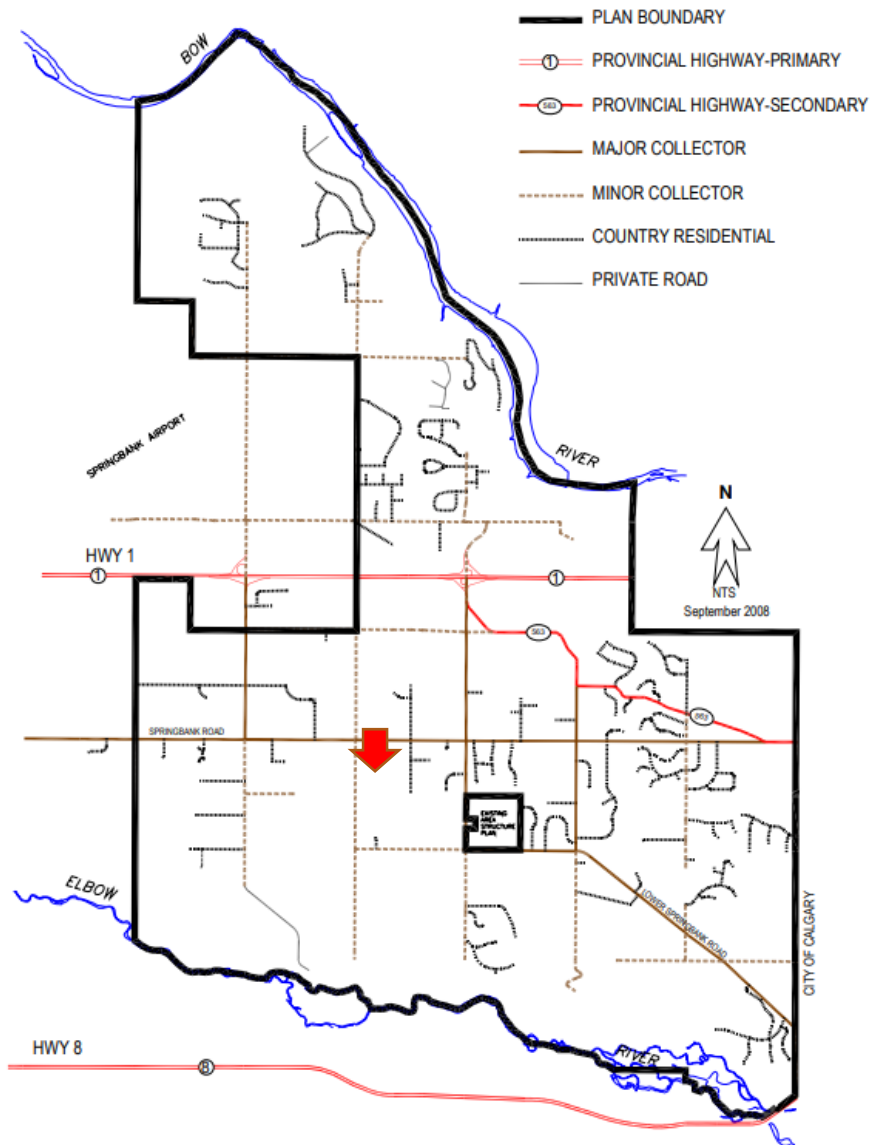 PLAN BOUNDARY
1 PROVINCIAL HIGHWAY-PRIMARY
563 PROVINCIAL HIGHWAY-SECONDARY
MAJOR COLLECTOR
MINOR COLLECTOR
COUNTRY RESIDENTIAL
PRIVATE ROAD
BOW
RIVER
SPRINGBANK AIRPORT
N
NTS
September 2008
HWY 1
1
1
563
563
SPRINGBANK ROAD
EXISTING
AREA
STRUCTURE
PLAN
ELBOW
LOWER SPRINGBANK ROAD
CITY OF CALGARY
RIVER
HWY 8
8